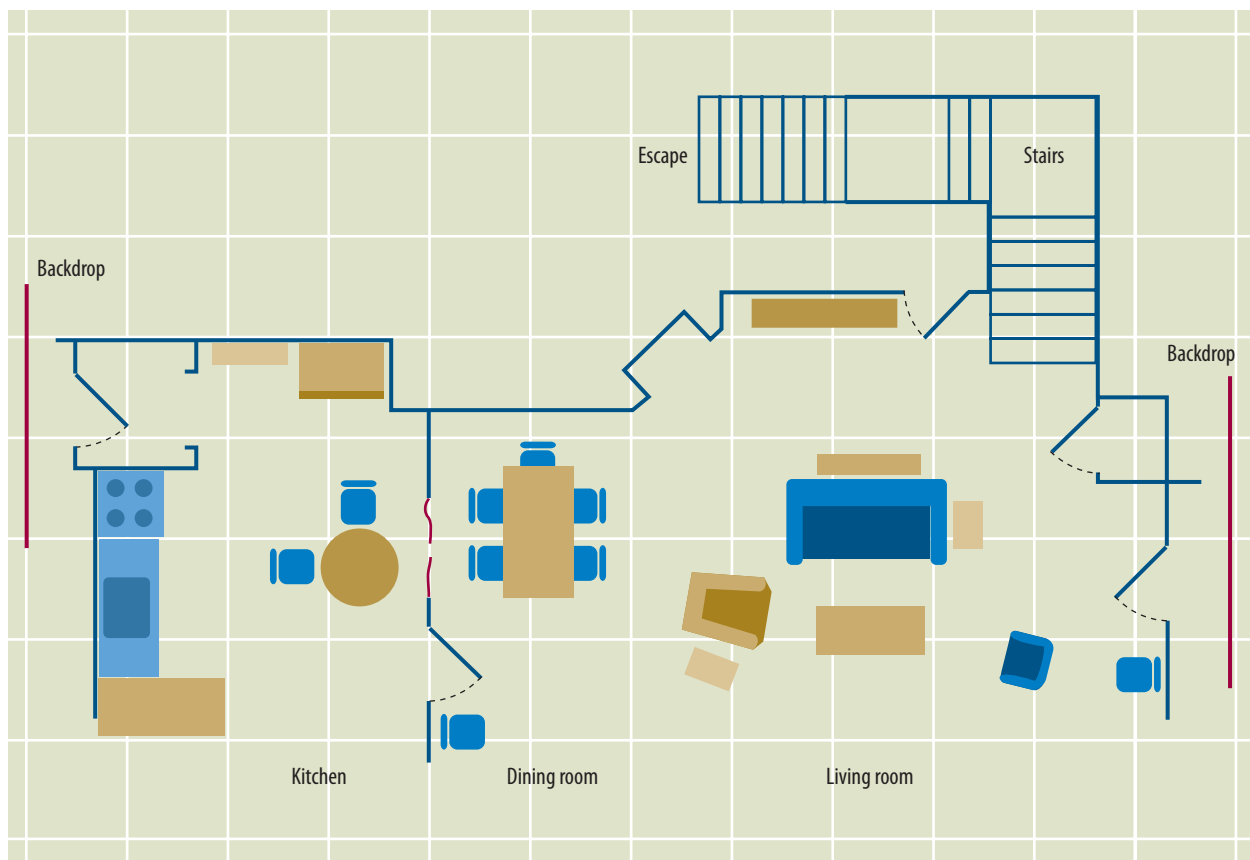 Escape
Stairs
Backdrop
Backdrop
Kitchen
Dining room
Living room